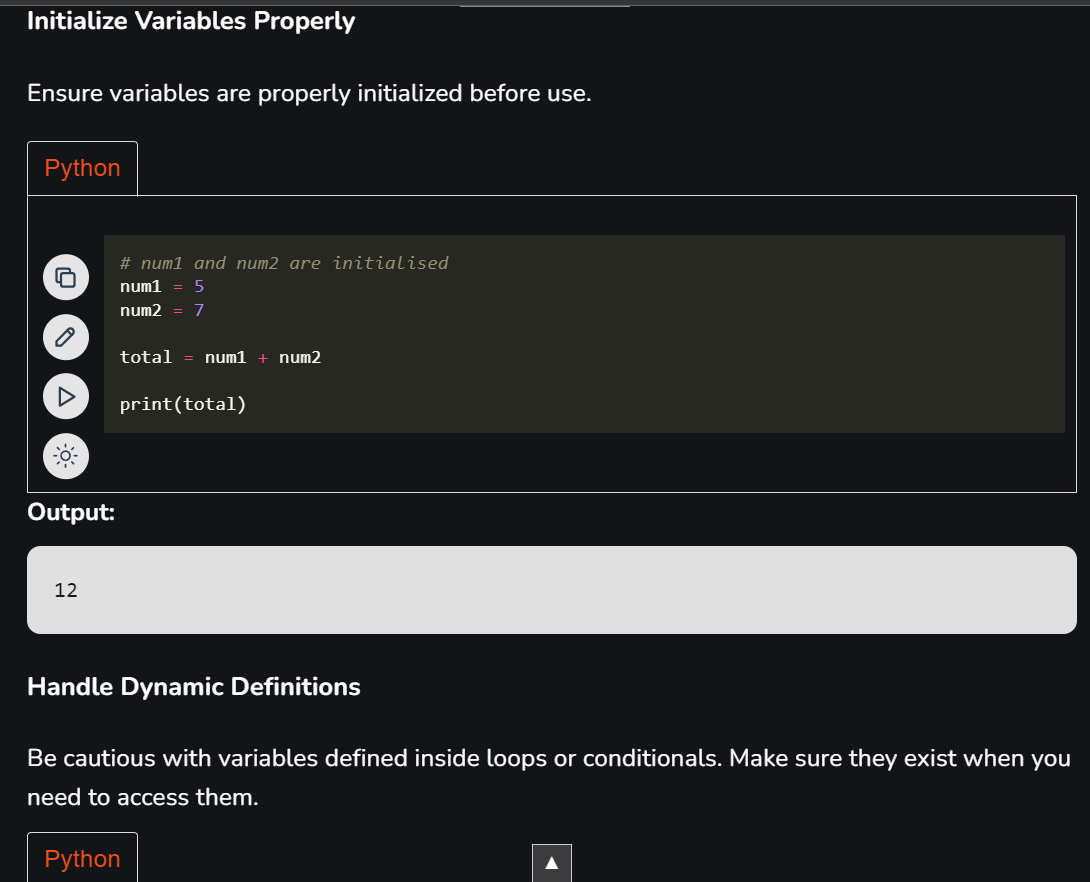 Initialize Variables Properly
Ensure variables are properly initialized before use.
Python
# num1 and num2 are initialised
num1 = 5
num2 = 7
total = num1 + num2
print(total)
Output:
12
Handle Dynamic Definitions
Be cautious with variables defined inside loops or conditionals. Make sure they exist when you
need to access them.
Python